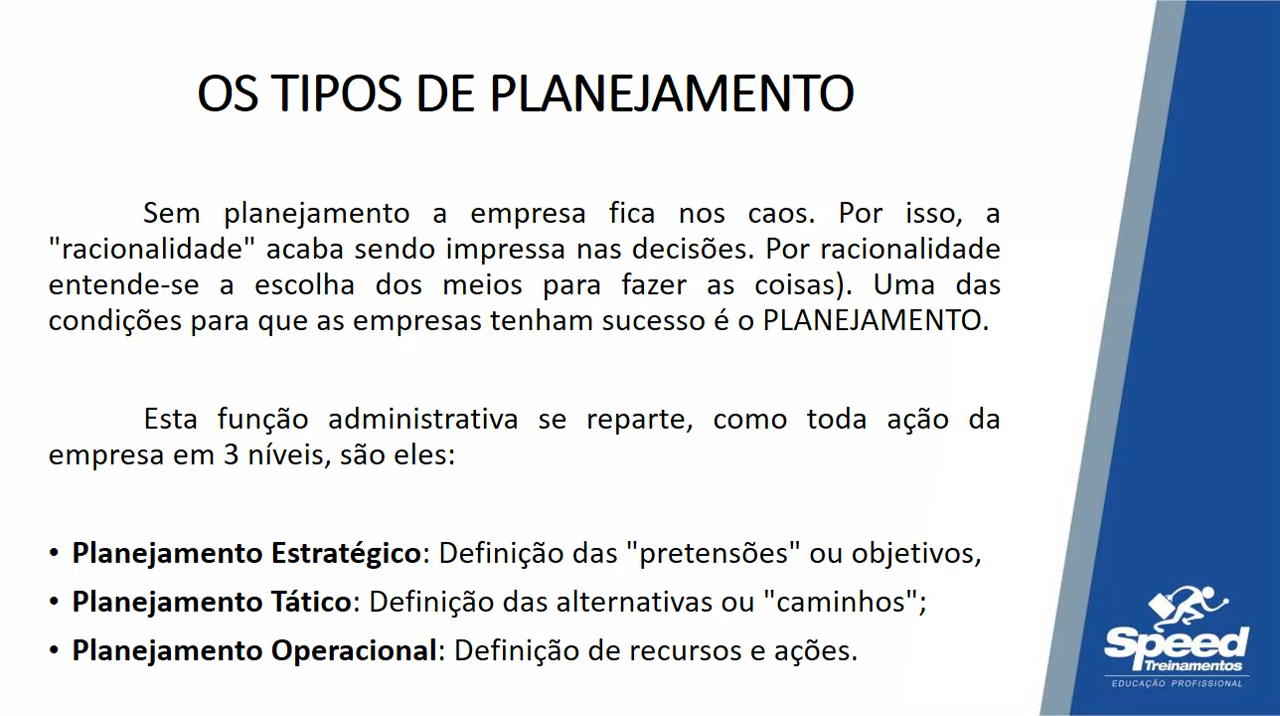 OS TIPOS DE PLANEJAMENTO
Sem planejamento a empresa fica nos caos. Por isso, a
"racionalidade" acaba sendo impressa nas decisões. Por racionalidade
entende-se a escolha dos meios para fazer as coisas). Uma das
condições para que as empresas tenham sucesso é o PLANEJAMENTO.
Esta função administrativa se reparte, como toda ação da
empresa em 3 níveis, são eles:
• Planejamento Estratégico: Definição das "pretensões" ou objetivos,
• Planejamento Tático: Definição das alternativas ou "caminhos";
• Planejamento Operacional: Definição de recursos e ações.
Speed
Treinamentos
EDUCAÇÃO PROFISSIONAL